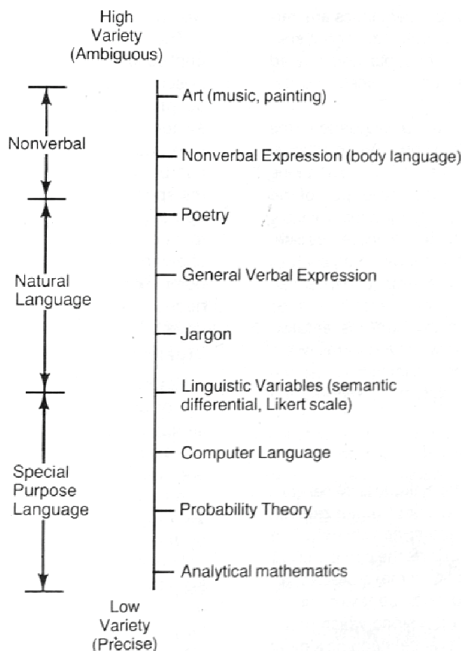 High
Variety
(Ambiguous)
Art (music, painting)
Nonverbal
Nonverbal Expression (body language)
Poetry
General Verbal Expression
Natural
Language
Jargon
Linguistic Variables (semantic
differential, Likert scale)
Computer Language
Special
Purpose
Language
Probability Theory
Analytical mathematics
Low
Variety
(Precise)